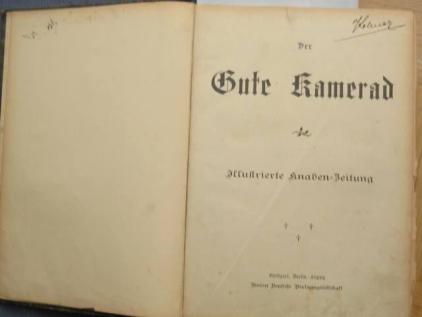 Der
Gute Kamerad
Illustrierte Knaben-Zeitung
Stuttgart, Berlin, Leipzig
Union Deutsche Verlagsgesellschaft